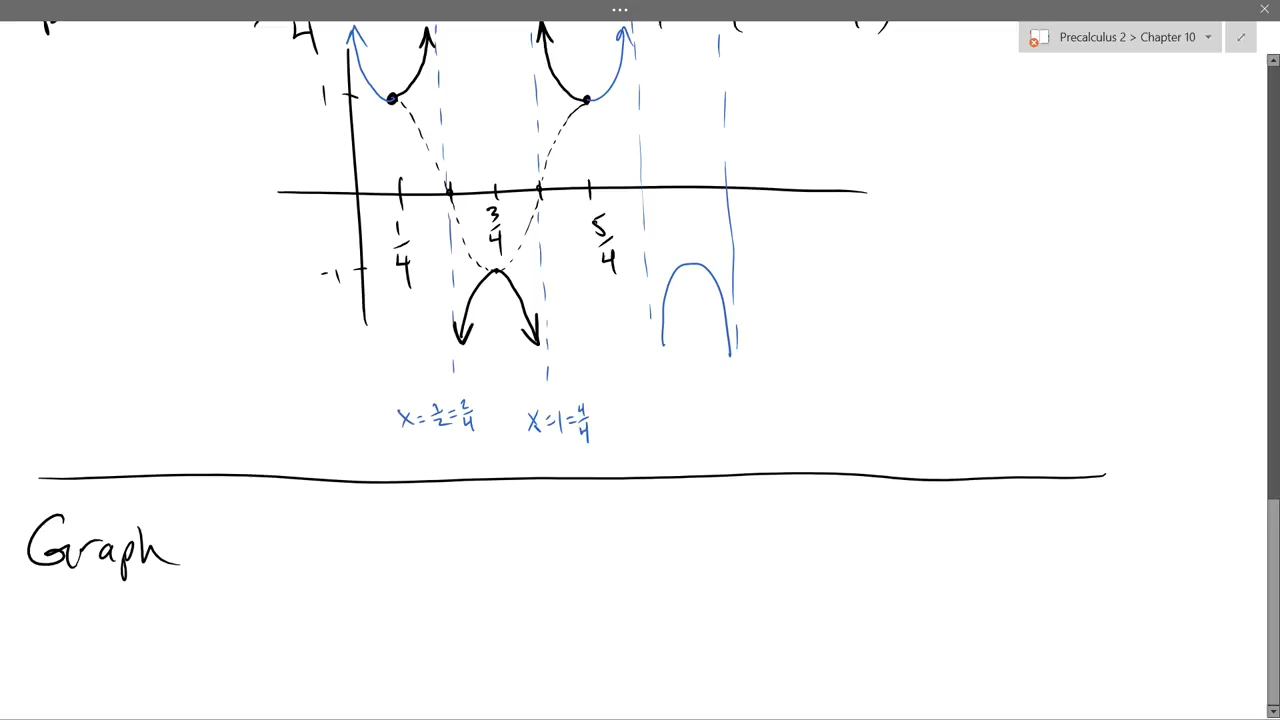 Precalculus 2 > Chapter 10
4
1
-1
1/4
3/4
5/4
x = 1/2 = 2/4
x = 1 = 4/4
Graph